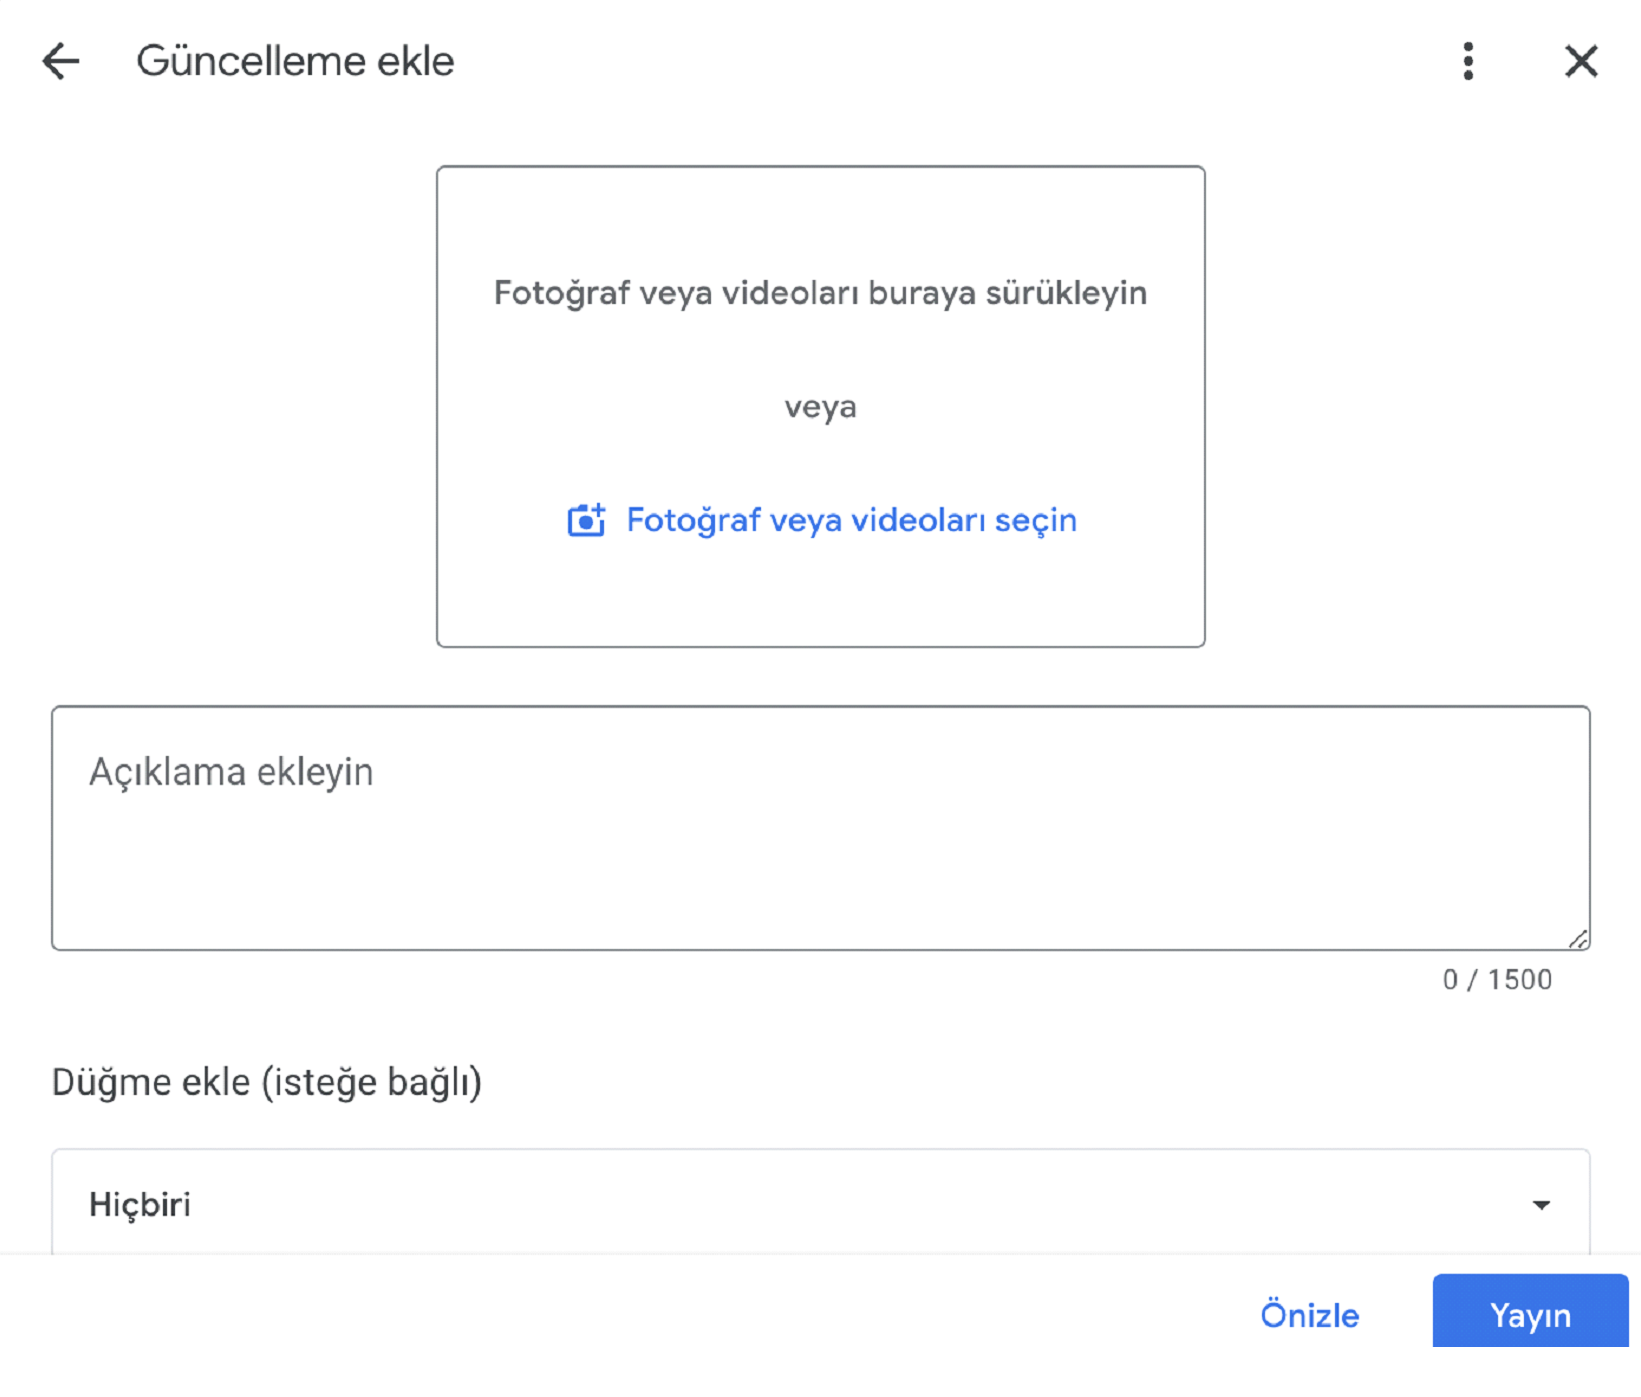 Güncelleme ekle
Fotoğraf veya videoları buraya sürükleyin
veya
Fotoğraf veya videoları seçin
Açıklama ekleyin
0 / 1500
Düğme ekle (isteğe bağlı)
Hiçbiri
Önizle
Yayın